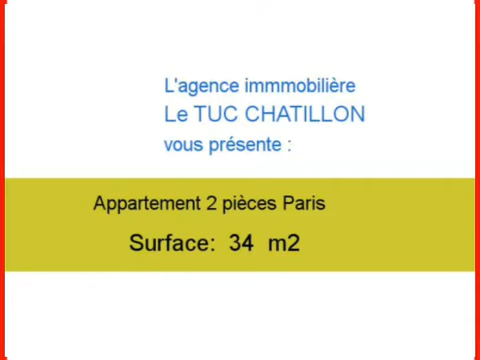 L'agence immmobilière
Le TUC CHATILLON
vous présente :
Appartement 2 pièces Paris
Surface: 34 m2